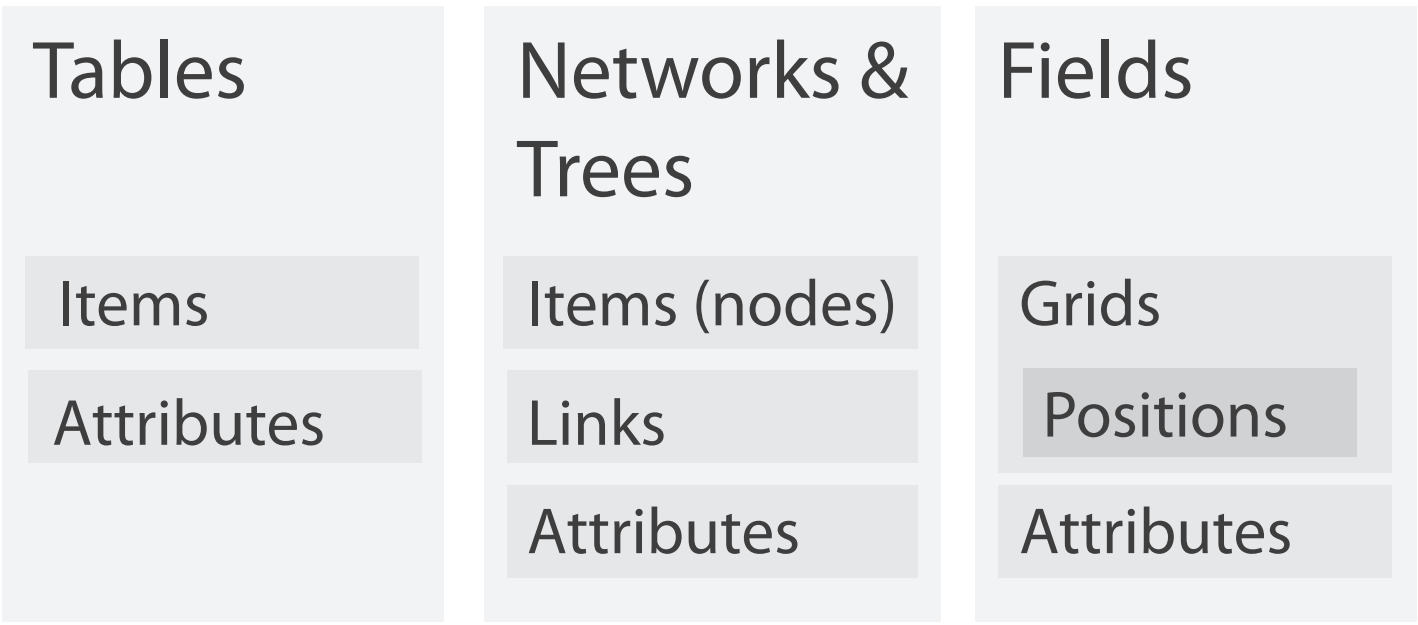 Tables
Items
Attributes
Networks &
Trees
Items (nodes)
Links
Attributes
Fields
Grids
Positions
Attributes